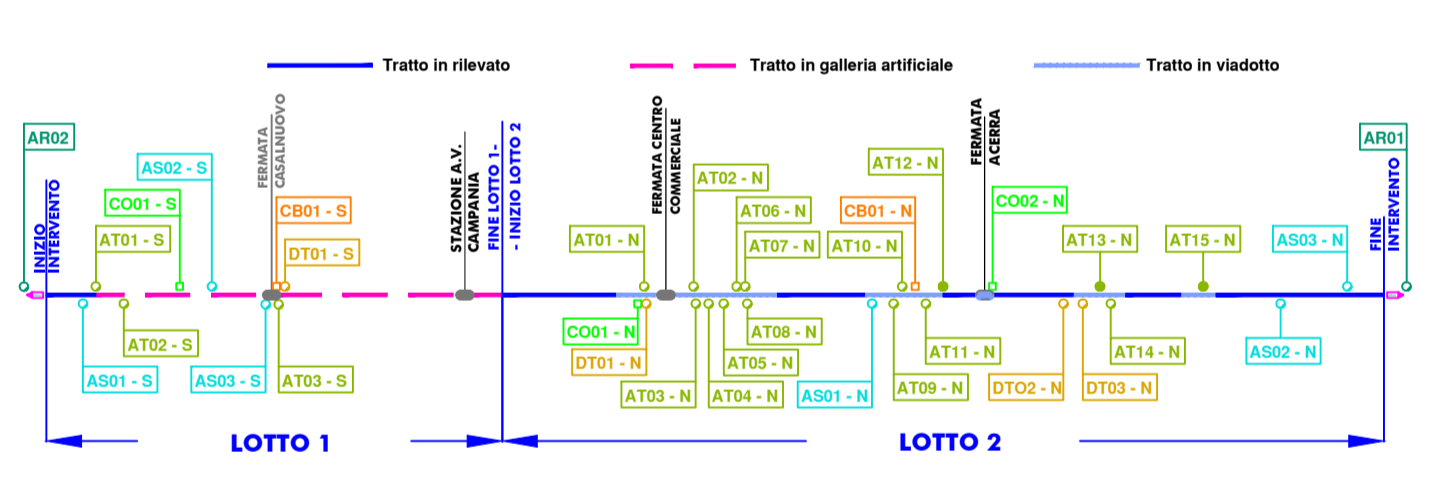 Tratto in rilevato
Tratto in galleria artificiale
Tratto in viadotto
AR02
INIZIO
INTERVENTO
AS02 - S
CO01 - S
AT01 - S
FERMATA
CASALNUOVO
CB01 - S
DT01 - S
STAZIONE A.V.
CAMPANIA
FINE LOTTO 1-
- INIZIO LOTTO 2
AT01 - N
FERMATA CENTRO
COMMERCIALE
AT02 - N
AT06 - N
AT07 - N
AT12 - N
CB01 - N
AT10 - N
FERMATA
ACERRA
CO02 - N
AT13 - N
AT15 - N
AS03 - N
AR01
FINE
INTERVENTO
AT02 - S
AS01 - S
AS03 - S
AT03 - S
CO01 - N
DT01 - N
AT03 - N
AT04 - N
AT05 - N
AT08 - N
AS01 - N
AT09 - N
AT11 - N
DTO2 - N
DT03 - N
AT14 - N
AS02 - N
LOTTO 1
LOTTO 2